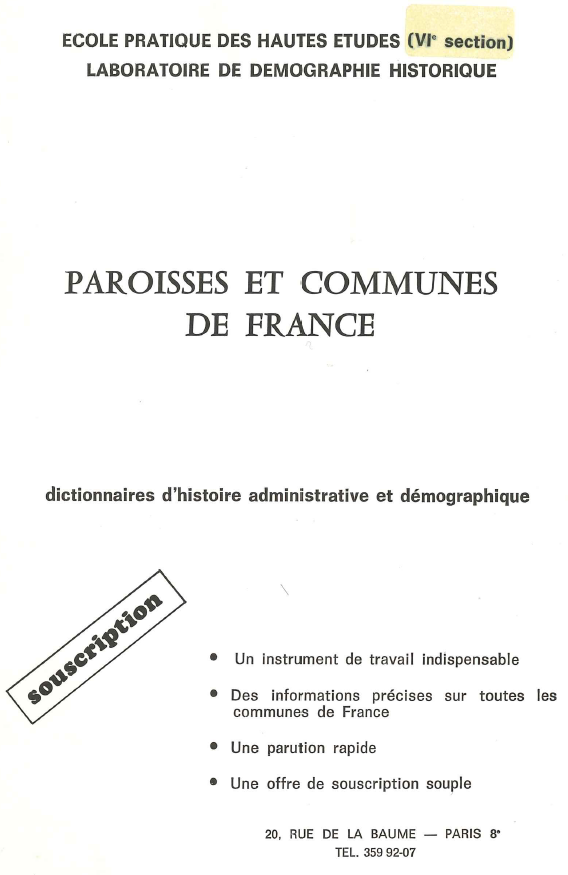 ECOLE PRATIQUE DES HAUTES ETUDES (VIe section)
LABORATOIRE DE DEMOGRAPHIE HISTORIQUE
PAROISSES ET COMMUNES
DE FRANCE
dictionnaires d'histoire administrative et démographique
souscription
• Un instrument de travail indispensable
• Des informations précises sur toutes les
communes de France
• Une parution rapide
• Une offre de souscription souple
20, RUE DE LA BAUME — PARIS 8e
TEL. 359 92-07